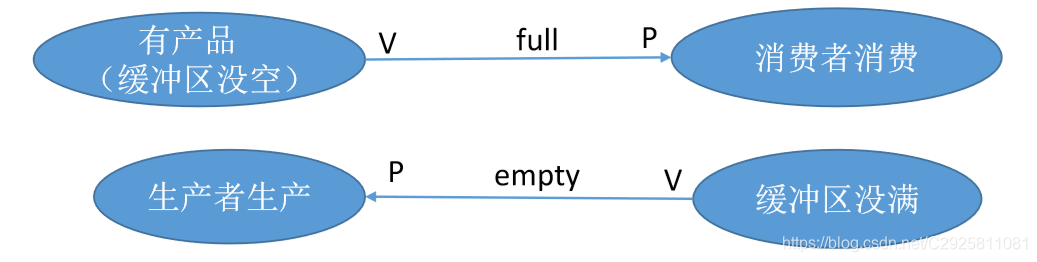 有产品
（缓冲区没空）
V
full
P
消费者消费
生产者生产
P
empty
V
缓冲区没满
https://blog.csdn.net/C2925811081